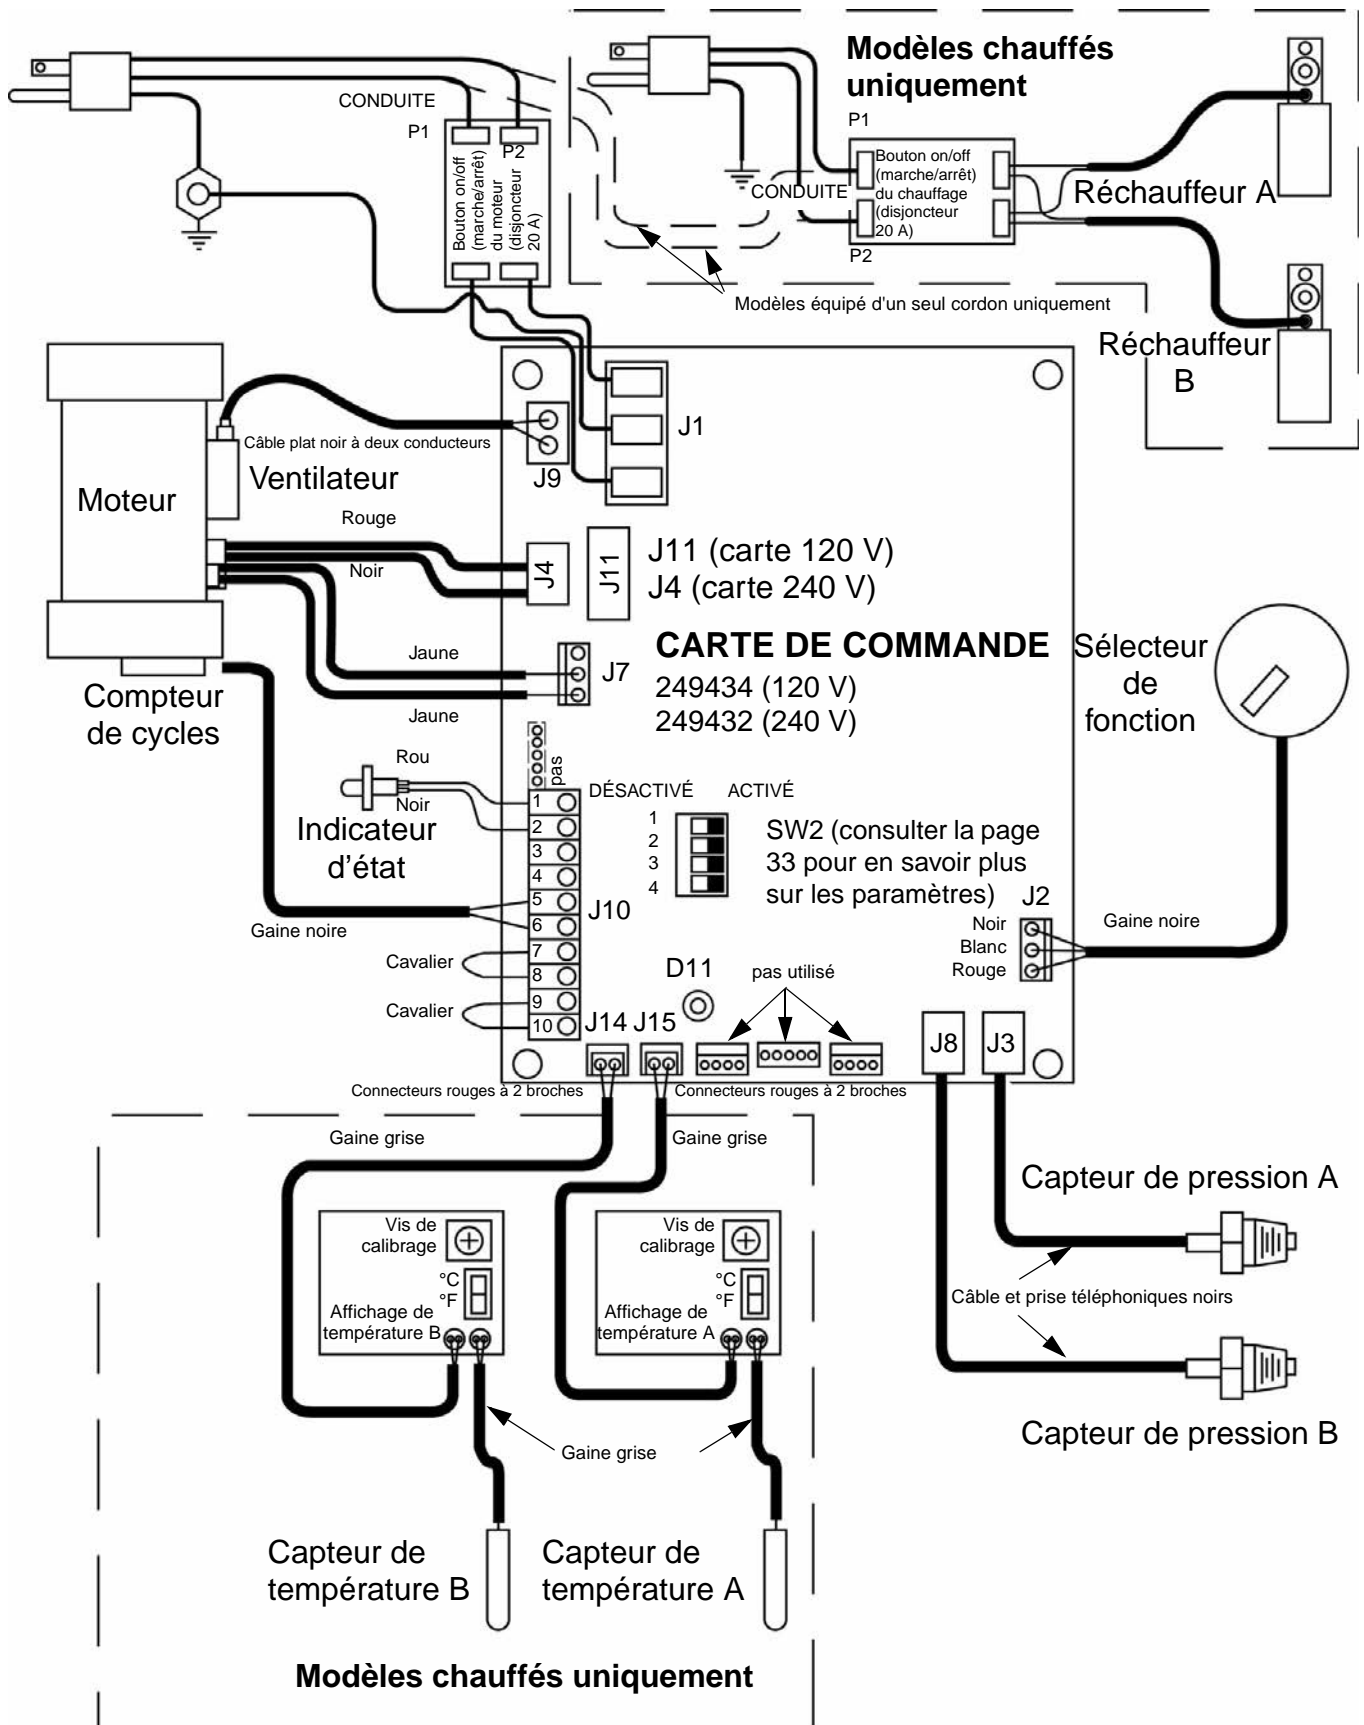 Modèles chauffés
uniquement
CONDUITE
P1
P2
Bouton on/off
(marche/arrêt)
du moteur
(disjoncteur
20 A)
P1
Bouton on/off
(marche/arrêt)
du chauffage
(disjoncteur
20 A)
CONDUITE
P2
Réchauffeur A
Modèles équipé d'un seul cordon uniquement
Réchauffeur
B
J1
Câble plat noir à deux conducteurs
J9
Ventilateur
Moteur
Rouge
Noir
J4
J11
J11 (carte 120 V)
J4 (carte 240 V)
CARTE DE COMMANDE
249434 (120 V)
249432 (240 V)
Jaune
J7
Jaune
Compteur
de cycles
Sélecteur
de
fonction
pas
Rou
Noir
Indicateur
d'état
DÉSACTIVÉ
ACTIVÉ
1
2
3
4
SW2 (consulter la page
33 pour en savoir plus
sur les paramètres)
1
2
3
4
5
6
7
8
9
10
J10
Gaine noire
Cavalier
Cavalier
J2
Noir
Blanc
Rouge
Gaine noire
D11
pas utilisé
J14
J15
J8
J3
Connecteurs rouges à 2 broches
Connecteurs rouges à 2 broches
Gaine grise
Gaine grise
Capteur de pression A
Vis de
calibrage
°C
°F
Affichage de
température B
Vis de
calibrage
°C
°F
Affichage de
température A
Câble et prise téléphoniques noirs
Capteur de pression B
Gaine grise
Capteur de
température B
Capteur de
température A
Modèles chauffés uniquement